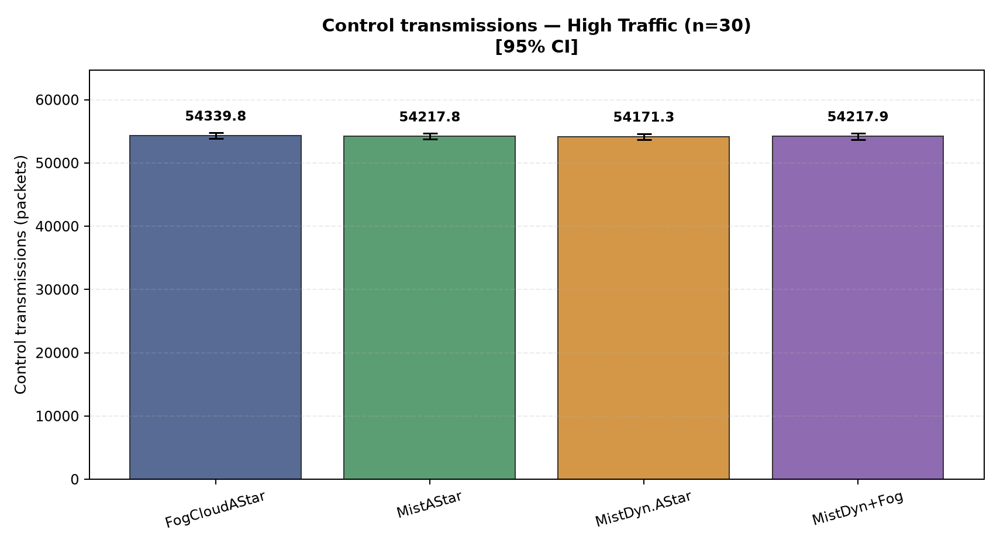 Control transmissions — High Traffic (n=30)
[95% CI]
Control transmissions (packets)
60000
50000
40000
30000
20000
10000
0
54339.8
54217.8
54171.3
54217.9
FogCloudAStar
MistAStar
MistDyn.AStar
MistDyn+Fog